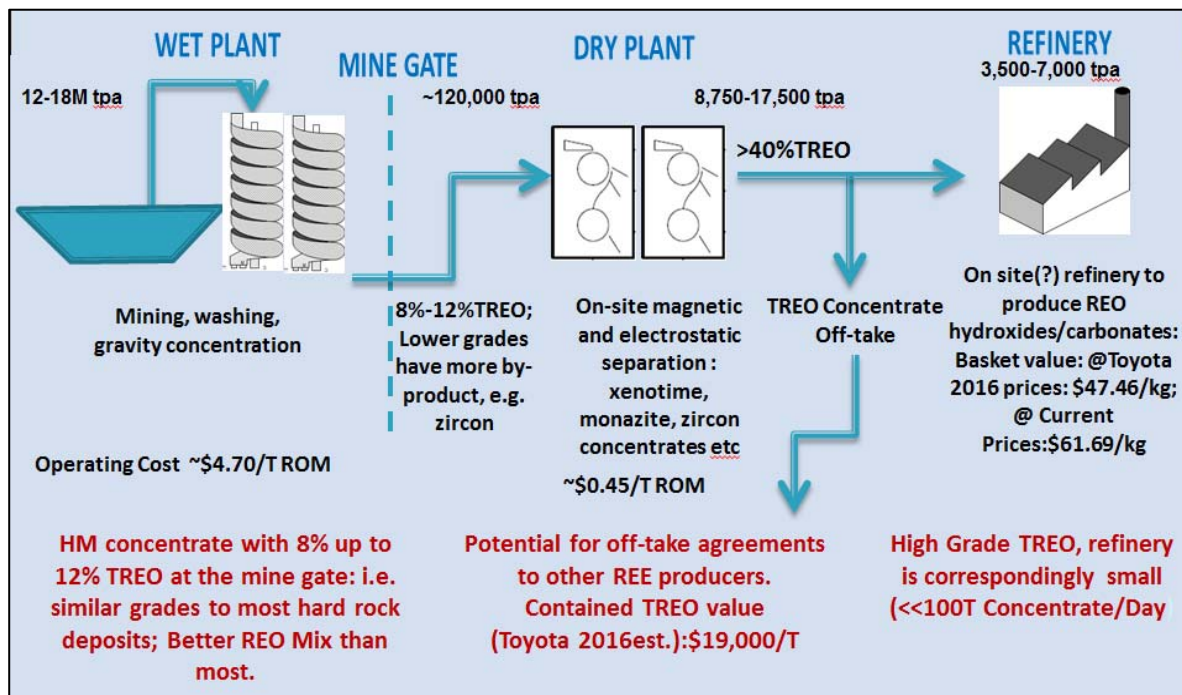 WET PLANT
MINE GATE
DRY PLANT
REFINERY
12-18M tpa
~120,000 tpa
8,750-17,500 tpa
3,500-7,000 tpa
>40%TREO
Mining, washing,
gravity concentration
8%-12%TREO;
Lower grades
have more by-
product, e.g.
zircon
On-site magnetic
and electrostatic
separation :
xenotime,
monazite, zircon
concentrates etc
TREO Concentrate
Off-take
On site(?) refinery to
produce REO
hydroxides/carbonates:
Basket value: @Toyota
2016 prices: $47.46/kg;
@ Current
Prices:$61.69/kg
Operating Cost ~$4.70/T ROM
~$0.45/T ROM
HM concentrate with 8% up to
12% TREO at the mine gate: i.e.
similar grades to most hard rock
deposits; Better REO Mix than
most.
Potential for off-take agreements
to other REE producers.
Contained TREO value
(Toyota 2016est.):$19,000/T
High Grade TREO, refinery
is correspondingly small
(<<100T Concentrate/Day